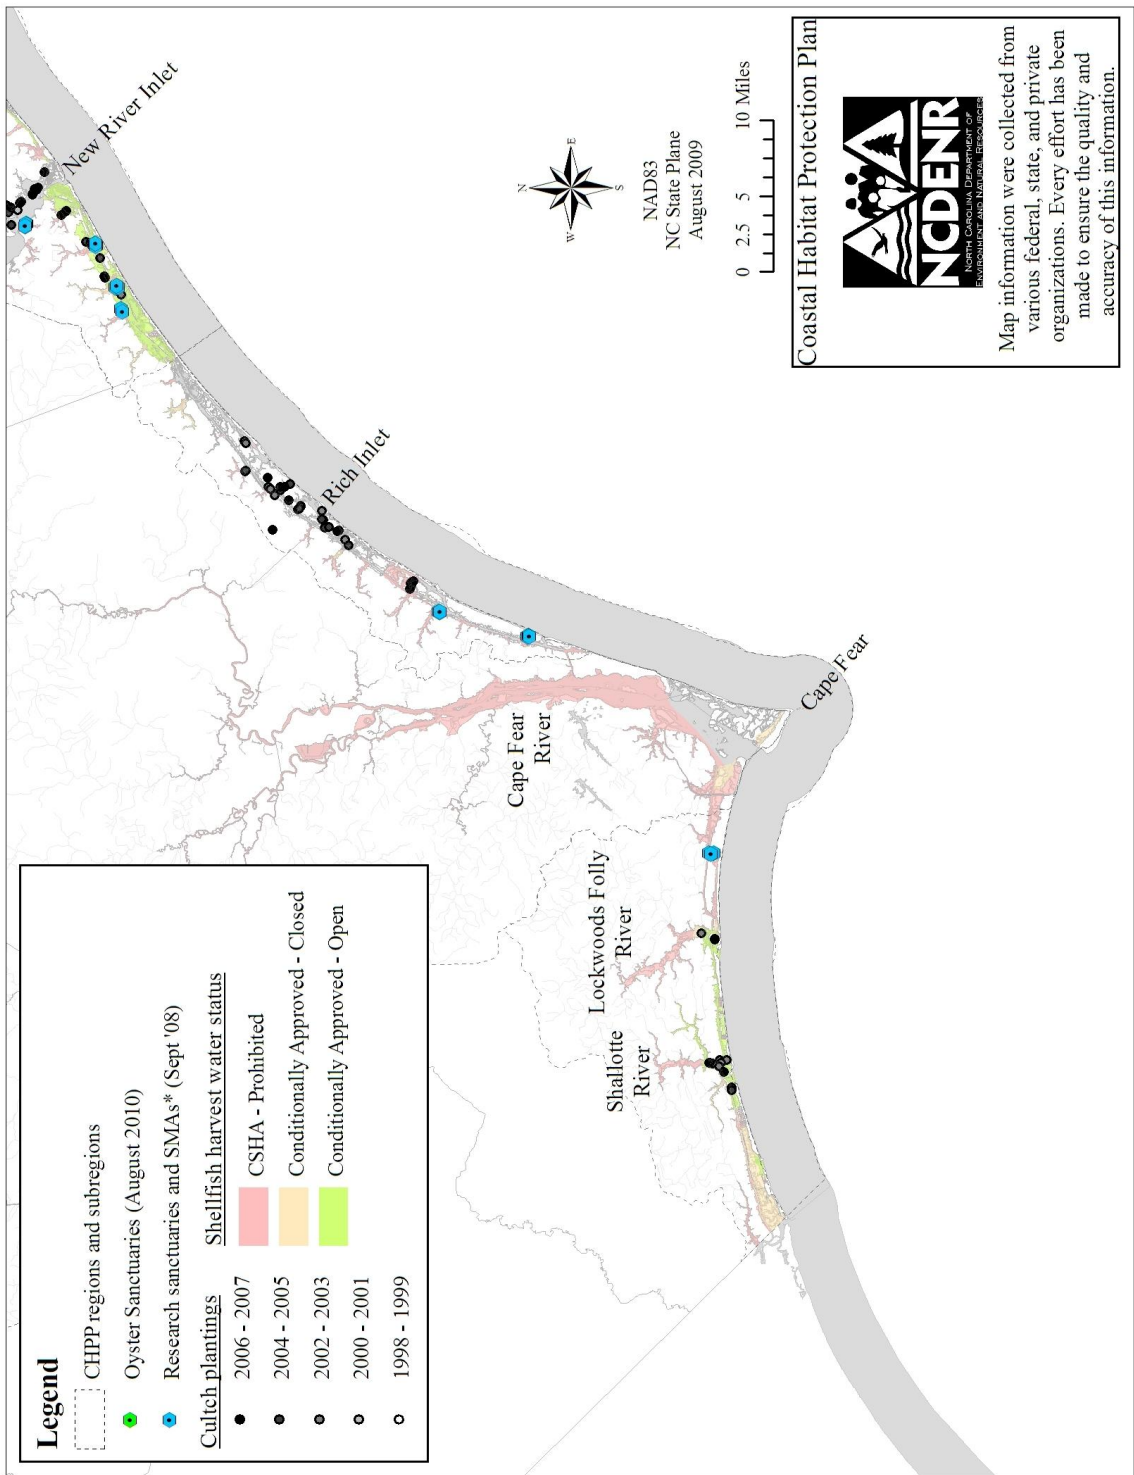 New River Inlet
Rich Inlet
Cape Fear
Cape Fear
River
Lockwoods Folly
River
Shallotte
River
N
W
E
S
NAD83
NC State Plane
August 2009
0 2.5 5 10 Miles
Coastal Habitat Protection Plan
NCDENR
NORTH CAROLINA DEPARTMENT OF
ENVIRONMENT AND NATURAL RESOURCES
Map information were collected from
various federal, state, and private
organizations. Every effort has been
made to ensure the quality and
accuracy of this information.
Legend
CHPP regions and subregions
Oyster Sanctuaries (August 2010)
Research sanctuaries and SMAs* (Sept '08)
Cultch plantings
2006 - 2007
2004 - 2005
2002 - 2003
2000 - 2001
1998 - 1999
Shellfish harvest water status
CSHA - Prohibited
Conditionally Approved - Closed
Conditionally Approved - Open